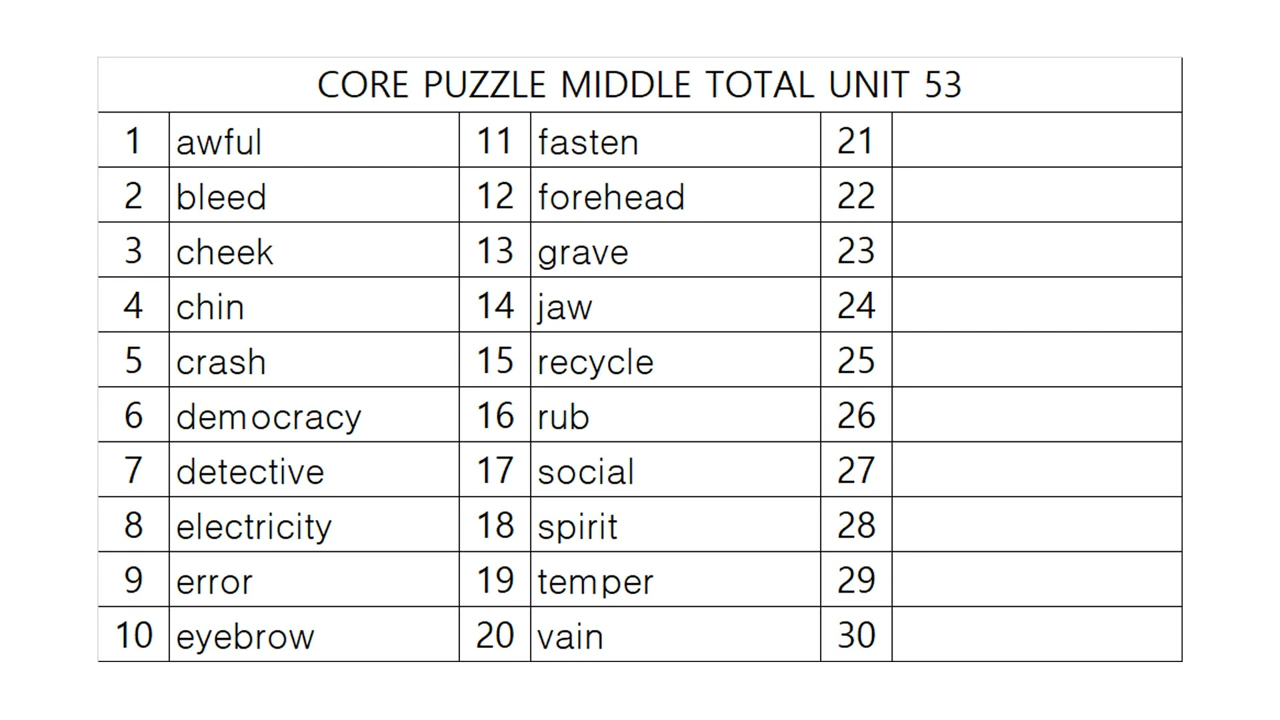 CORE PUZZLE MIDDLE TOTAL UNIT 53
1 awful 11 fasten 21
2 bleed 12 forehead 22
3 cheek 13 grave 23
4 chin 14 jaw 24
5 crash 15 recycle 25
6 democracy 16 rub 26
7 detective 17 social 27
8 electricity 18 spirit 28
9 error 19 temper 29
10 eyebrow 20 vain 30